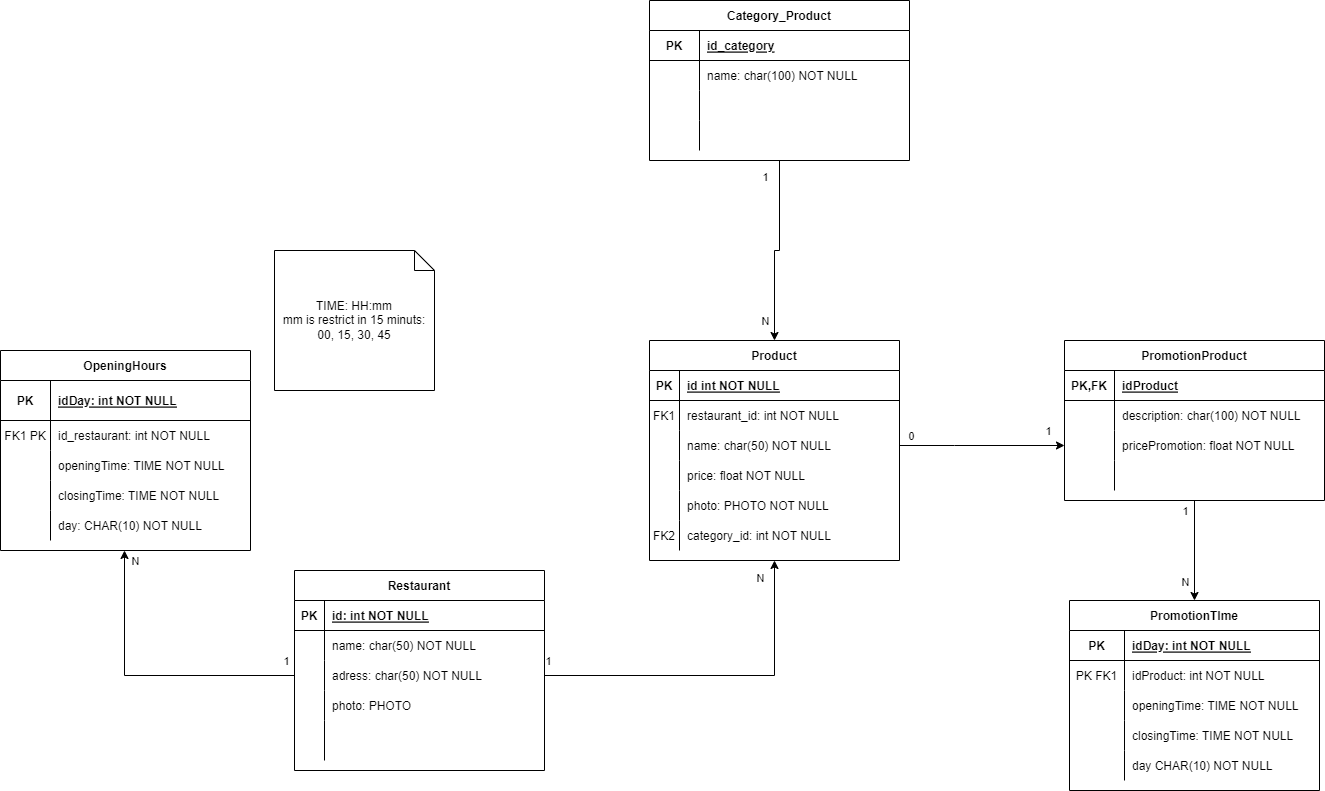 Category_Product
PK id_category
name: char(100) NOT NULL
1
N
TIME: HH:mm
mm is restrict in 15 minuts:
00, 15, 30, 45
OpeningHours
PK idDay: int NOT NULL
FK1 PK id_restaurant: int NOT NULL
openingTime: TIME NOT NULL
closingTime: TIME NOT NULL
day: CHAR(10) NOT NULL
N
Product
PK id int NOT NULL
FK1 restaurant_id: int NOT NULL
name: char(50) NOT NULL
price: float NOT NULL
photo: PHOTO NOT NULL
FK2 category_id: int NOT NULL
0
1
N
PromotionProduct
PK,FK idProduct
description: char(100) NOT NULL
pricePromotion: float NOT NULL
1
N
Restaurant
PK id: int NOT NULL
name: char(50) NOT NULL
adress: char(50) NOT NULL
photo: PHOTO
1
1
PromotionTIme
PK idDay: int NOT NULL
PK FK1 idProduct: int NOT NULL
openingTime: TIME NOT NULL
closingTime: TIME NOT NULL
day CHAR(10) NOT NULL